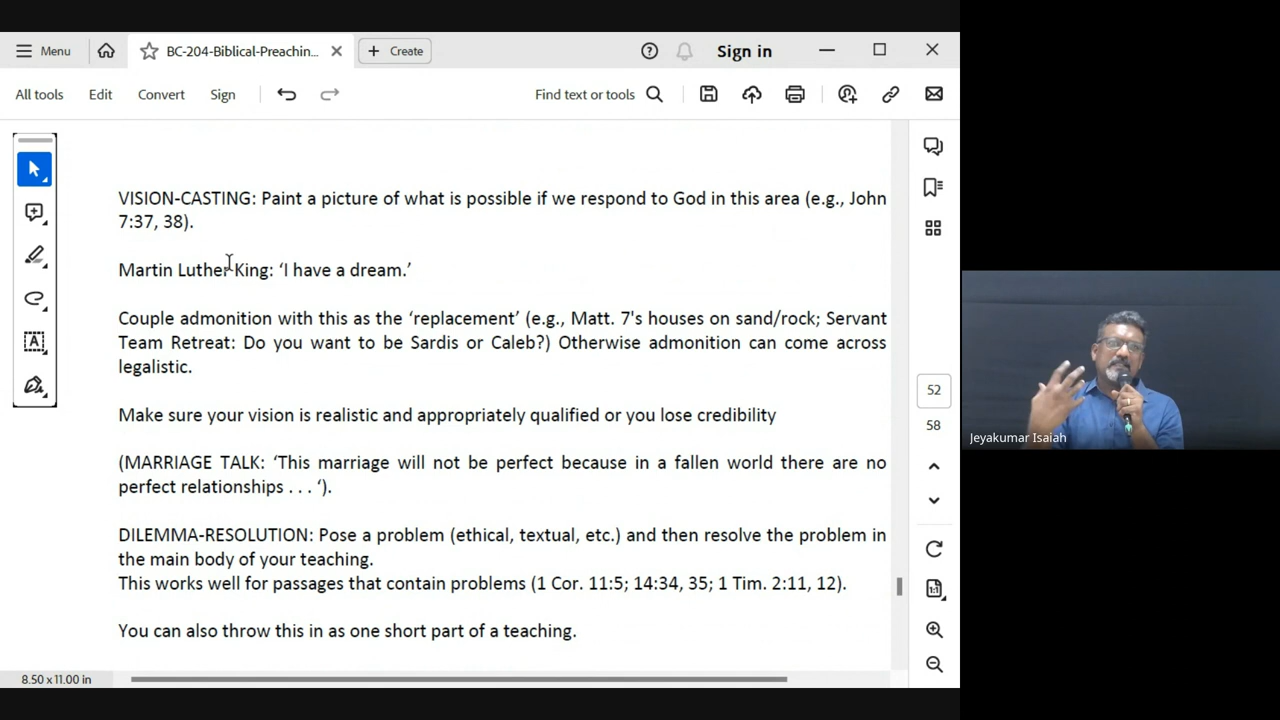 Menu
BC-204-Biblical-Preachin...
Create
Sign in
All tools
Edit
Convert
Sign
Find text or tools
VISION-CASTING: Paint a picture of what is possible if we respond to God in this area (e.g., John
7:37, 38).
Martin Luther King: ‘I have a dream.’
Couple admonition with this as the ‘replacement’ (e.g., Matt. 7's houses on sand/rock; Servant
Team Retreat: Do you want to be Sardis or Caleb?) Otherwise admonition can come across
legalistic.
Make sure your vision is realistic and appropriately qualified or you lose credibility
(MARRIAGE TALK: ‘This marriage will not be perfect because in a fallen world there are no
perfect relationships . . . ‘).
DILEMMA-RESOLUTION: Pose a problem (ethical, textual, etc.) and then resolve the problem in
the main body of your teaching.
This works well for passages that contain problems (1 Cor. 11:5; 14:34, 35; 1 Tim. 2:11, 12).
You can also throw this in as one short part of a teaching.
52
58
1:1
8.50 x 11.00 in
Jeyakumar Isaiah